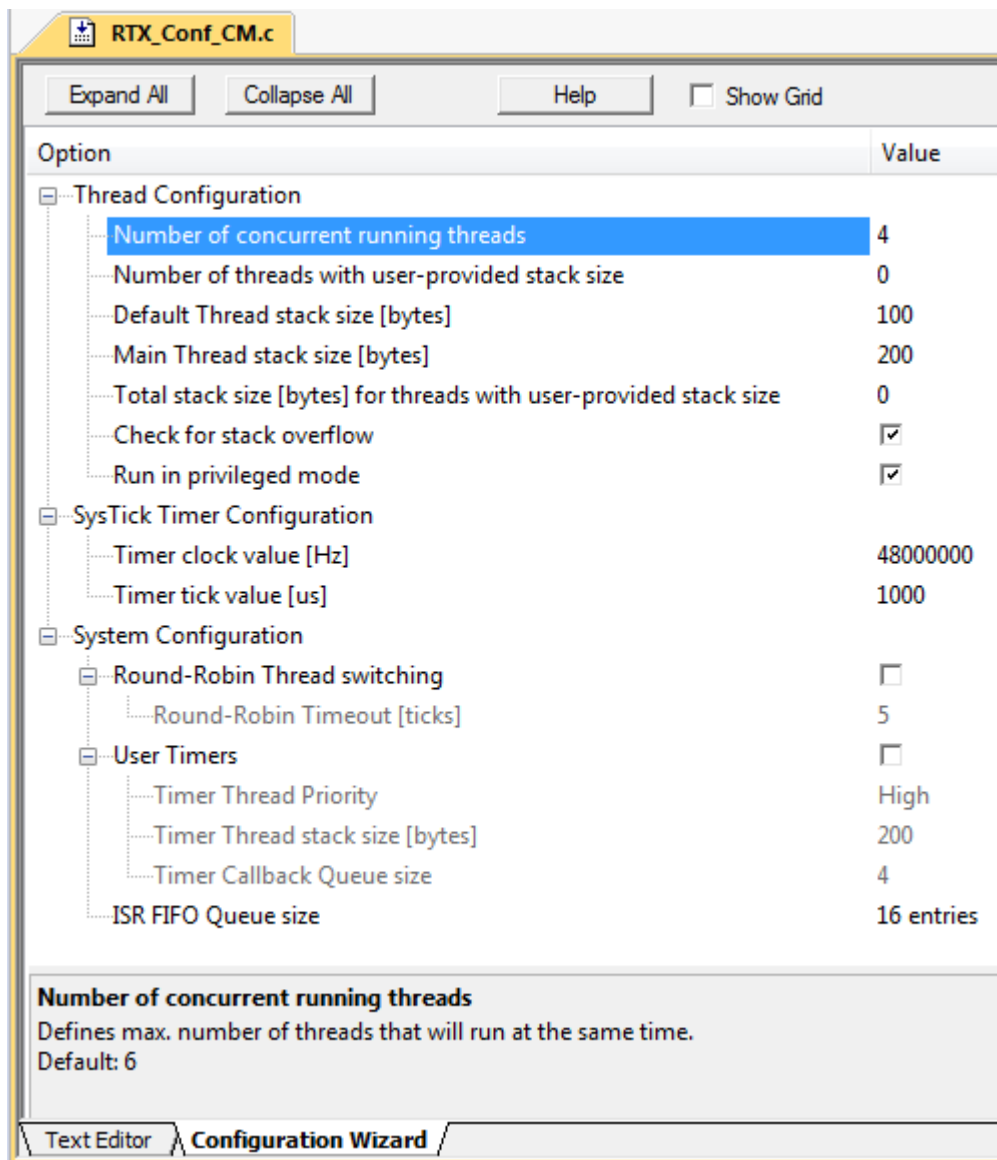 RTX_Conf_CM.c
Expand All Collapse All Help Show Grid
Option Value
Thread Configuration
Number of concurrent running threads 4
Number of threads with user-provided stack size 0
Default Thread stack size [bytes] 100
Main Thread stack size [bytes] 200
Total stack size [bytes] for threads with user-provided stack size 0
Check for stack overflow
Run in privileged mode
SysTick Timer Configuration
Timer clock value [Hz] 48000000
Timer tick value [us] 1000
System Configuration
Round-Robin Thread switching
Round-Robin Timeout [ticks] 5
User Timers
Timer Thread Priority High
Timer Thread stack size [bytes] 200
Timer Callback Queue size 4
ISR FIFO Queue size 16 entries
Number of concurrent running threads
Defines max. number of threads that will run at the same time.
Default: 6
Text Editor Configuration Wizard